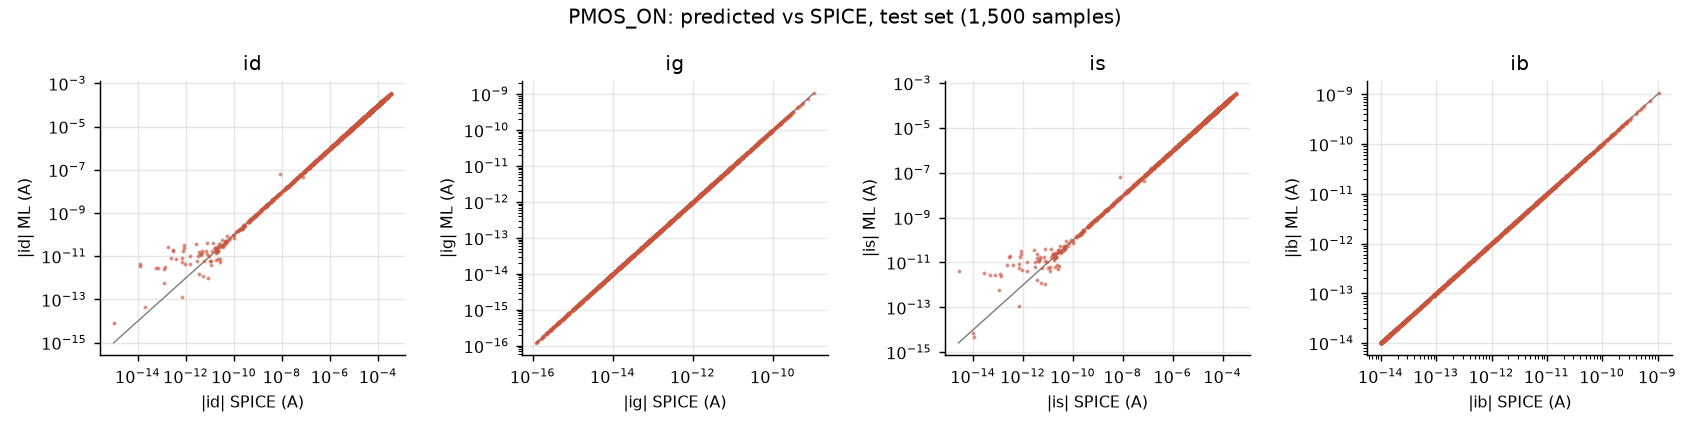 PMOS_ON: predicted vs SPICE, test set (1,500 samples)
id
ig
is
ib
|id| ML (A)
10⁻³
10⁻⁵
10⁻⁷
10⁻⁹
10⁻¹¹
10⁻¹³
10⁻¹⁵
10⁻¹⁴ 10⁻¹² 10⁻¹⁰ 10⁻⁸ 10⁻⁶ 10⁻⁴
|id| SPICE (A)
|ig| ML (A)
10⁻⁹
10⁻¹⁰
10⁻¹¹
10⁻¹²
10⁻¹³
10⁻¹⁴
10⁻¹⁵
10⁻¹⁶
10⁻¹⁶ 10⁻¹⁴ 10⁻¹² 10⁻¹⁰
|ig| SPICE (A)
|is| ML (A)
10⁻³
10⁻⁵
10⁻⁷
10⁻⁹
10⁻¹¹
10⁻¹³
10⁻¹⁵
10⁻¹⁴ 10⁻¹² 10⁻¹⁰ 10⁻⁸ 10⁻⁶ 10⁻⁴
|is| SPICE (A)
|ib| ML (A)
10⁻⁹
10⁻¹⁰
10⁻¹¹
10⁻¹²
10⁻¹³
10⁻¹⁴
10⁻¹⁴ 10⁻¹³ 10⁻¹² 10⁻¹¹ 10⁻¹⁰ 10⁻⁹
|ib| SPICE (A)